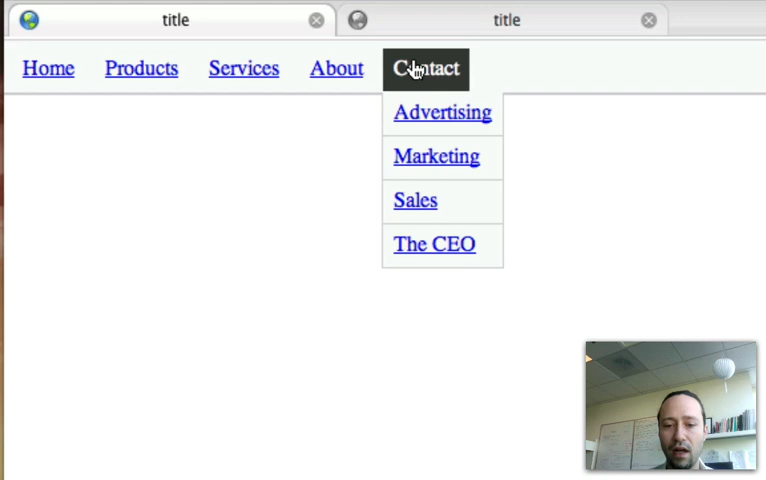 title title
Home Products Services About Contact
Advertising
Marketing
Sales
The CEO